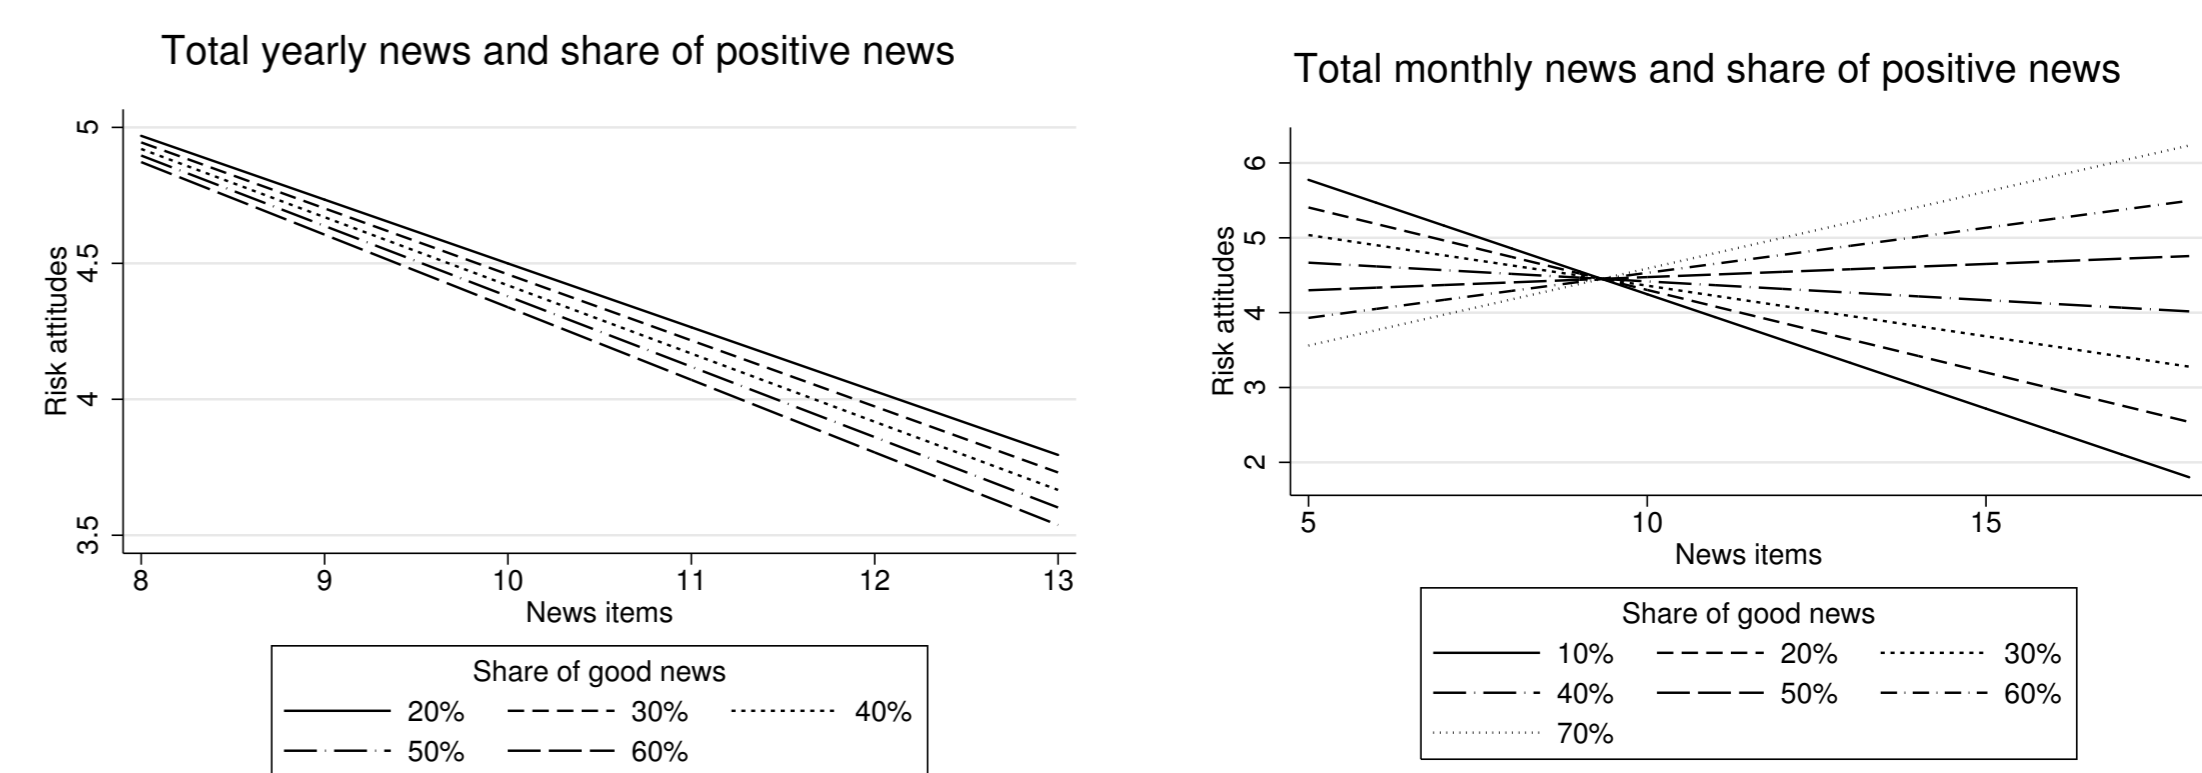 Total yearly news and share of positive news
5
4.5
4
3.5
Risk attitudes
8 9 10 11 12 13
News items
Share of good news
20% 30% 40%
50% 60%
Total monthly news and share of positive news
6
5
4
3
2
Risk attitudes
5 10 15
News items
Share of good news
10% 20% 30%
40% 50% 60%
70%